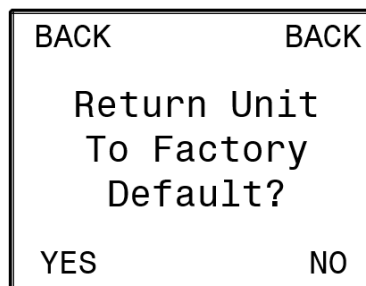 BACK BACK
Return Unit
To Factory
Default?
YES NO